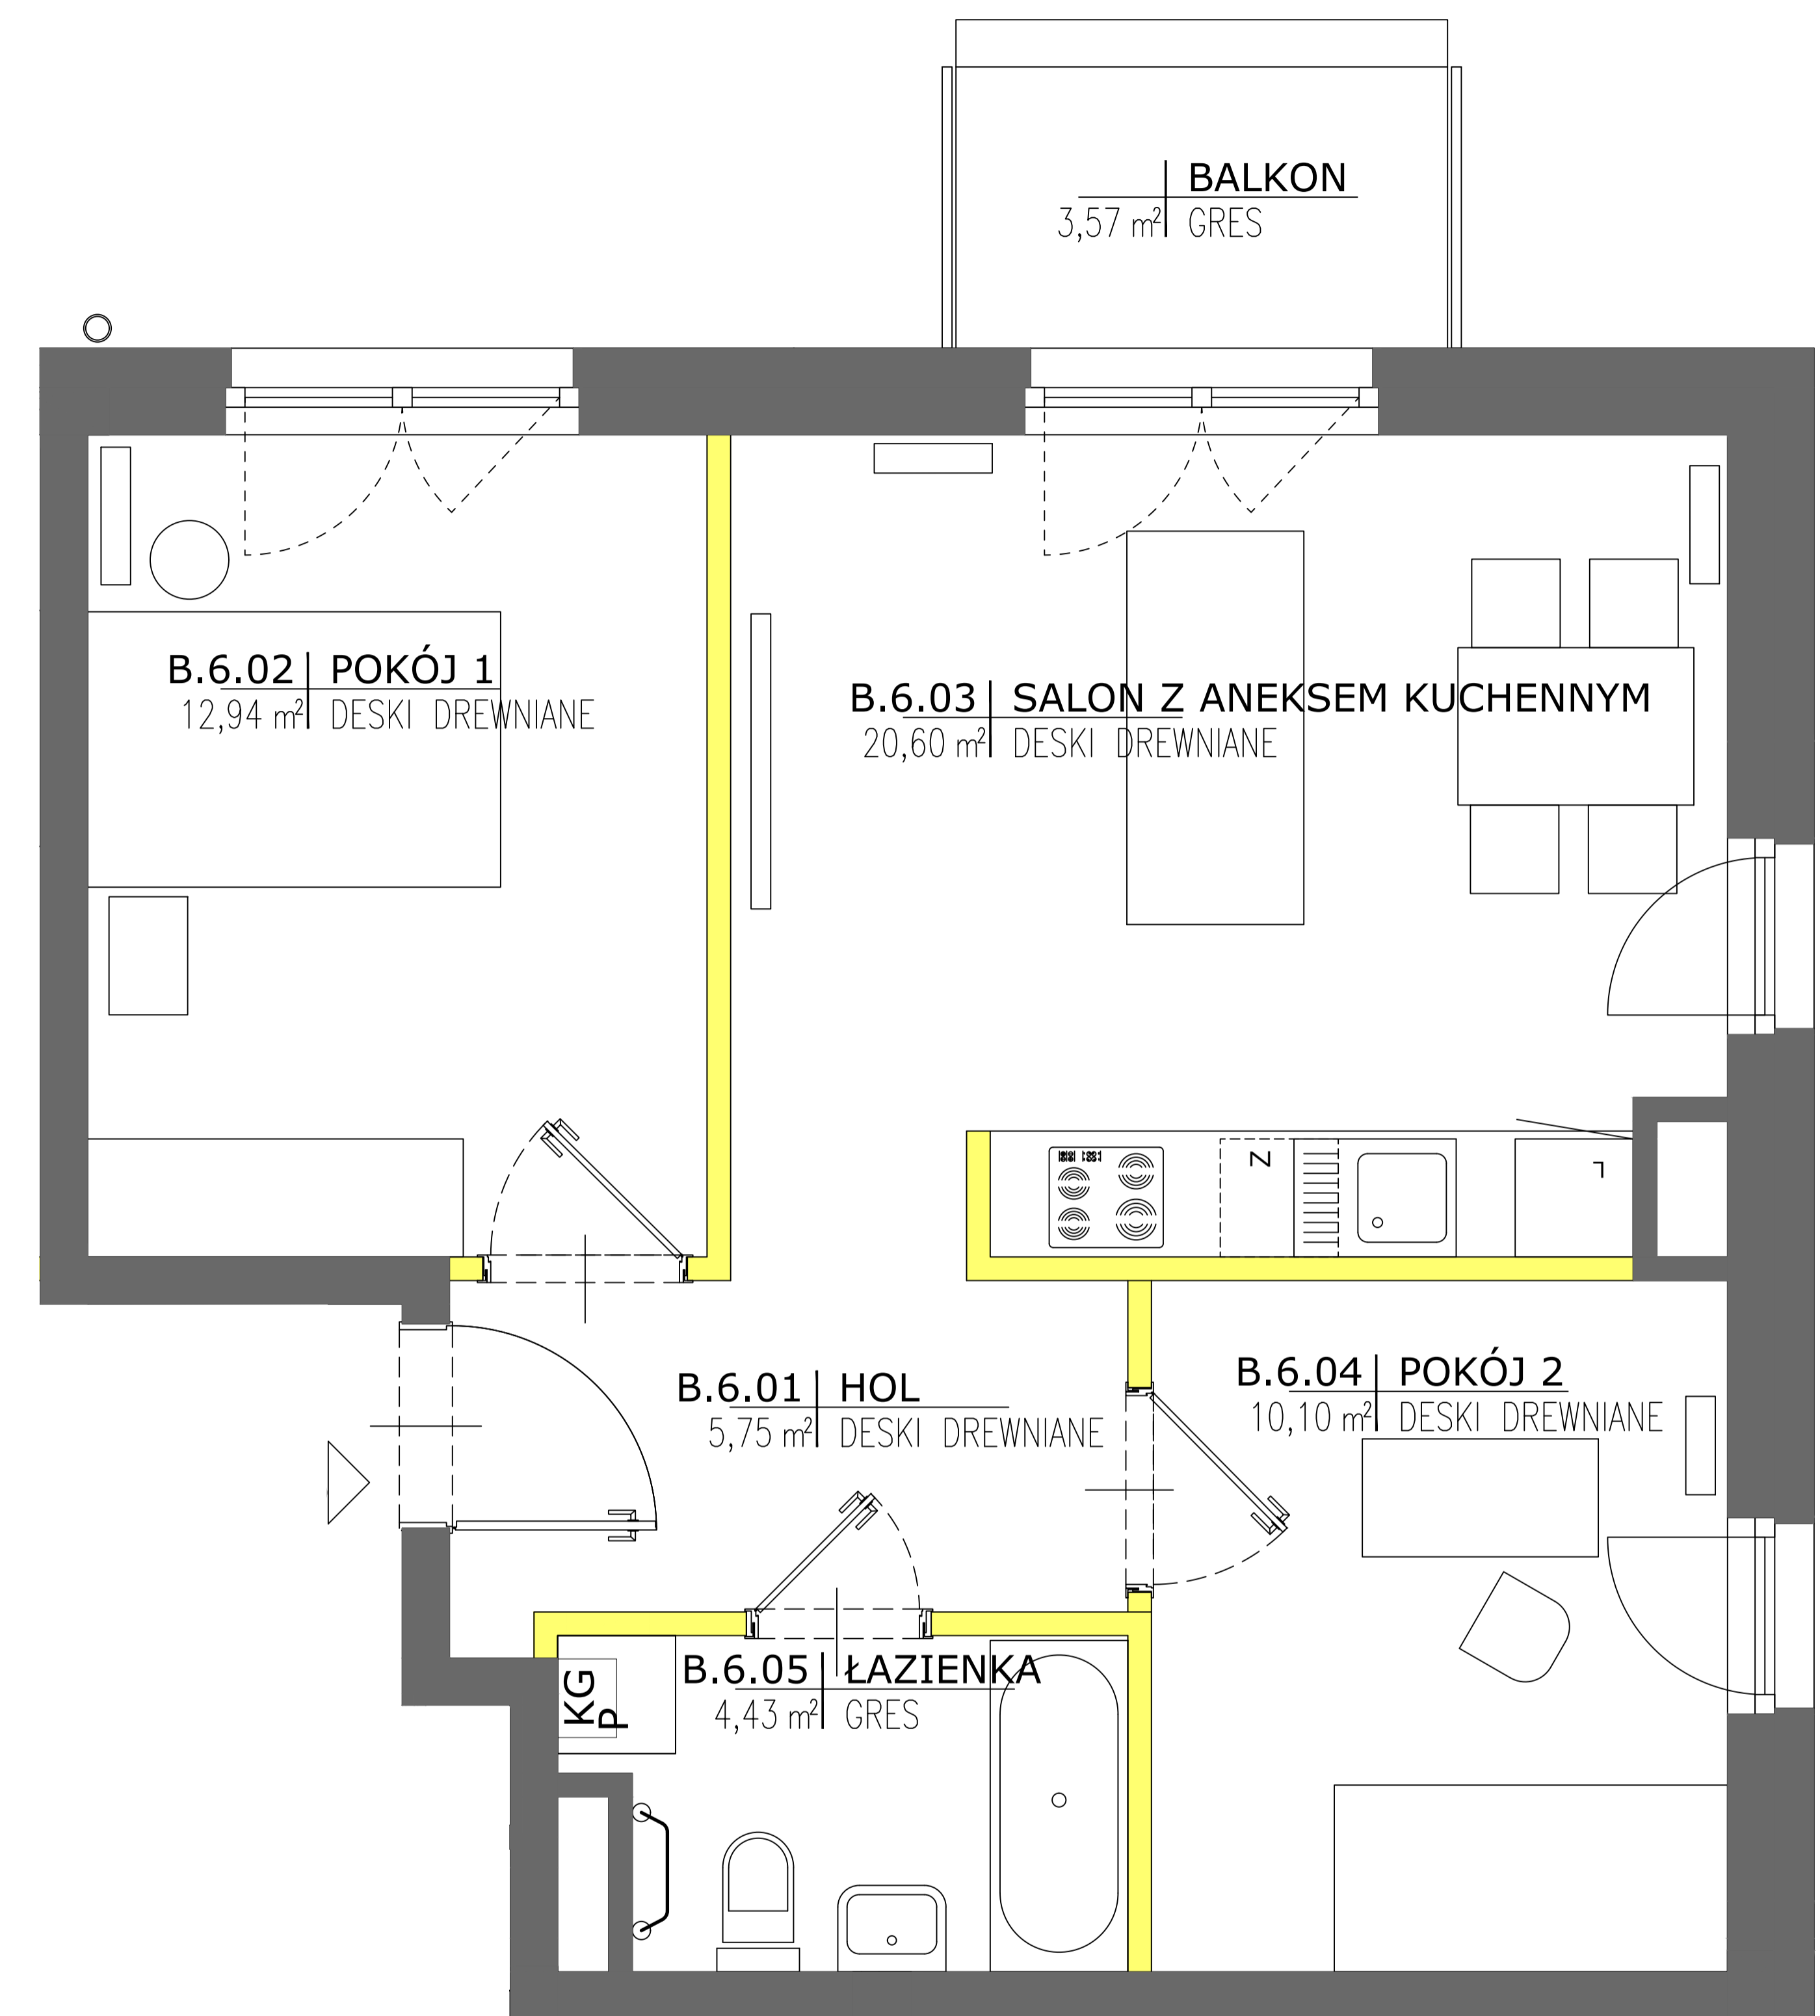 BALKON
3,57 m² GRES
B.6.02 POKÓJ 1
12,94 m² DESKI DREWNIANE
B.6.03 SALON Z ANEKSEM KUCHENNYM
20,60 m² DESKI DREWNIANE
Z
L
B.6.01 HOL
5,75 m² DESKI DREWNIANE
B.6.04 POKÓJ 2
10,10 m² DESKI DREWNIANE
B.6.05 ŁAZIENKA
4,43 m² GRES
KG
P